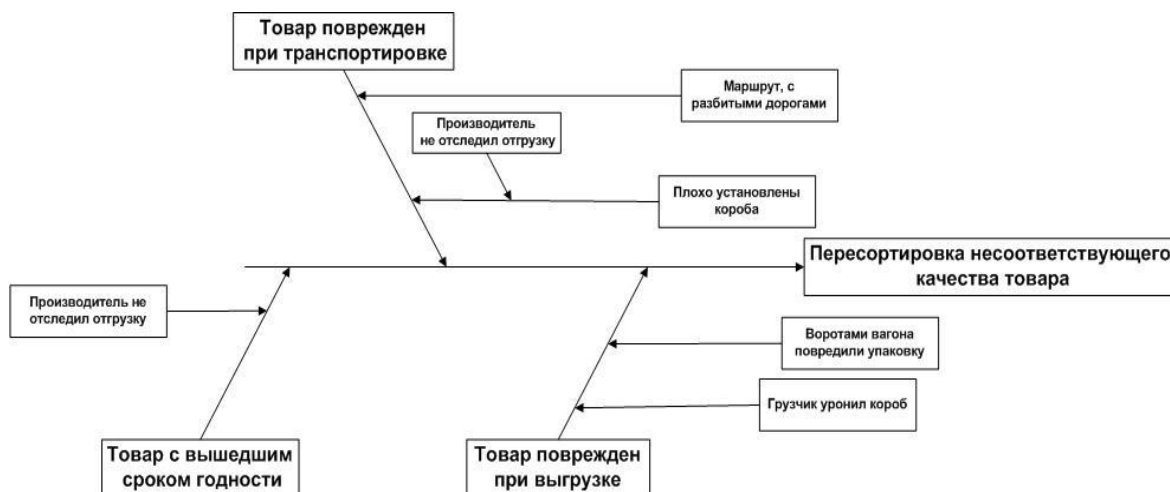 Товар поврежден
при транспортировке
Маршрут, с
разбитыми дорогами
Производитель
не отследил отгрузку
Плохо установлены
короба
Пересортировка несоответствующего
качества товара
Производитель не
отследил отгрузку
Воротами вагона
повредили упаковку
Грузчик уронил короб
Товар с вышедшим
сроком годности
Товар поврежден
при выгрузке